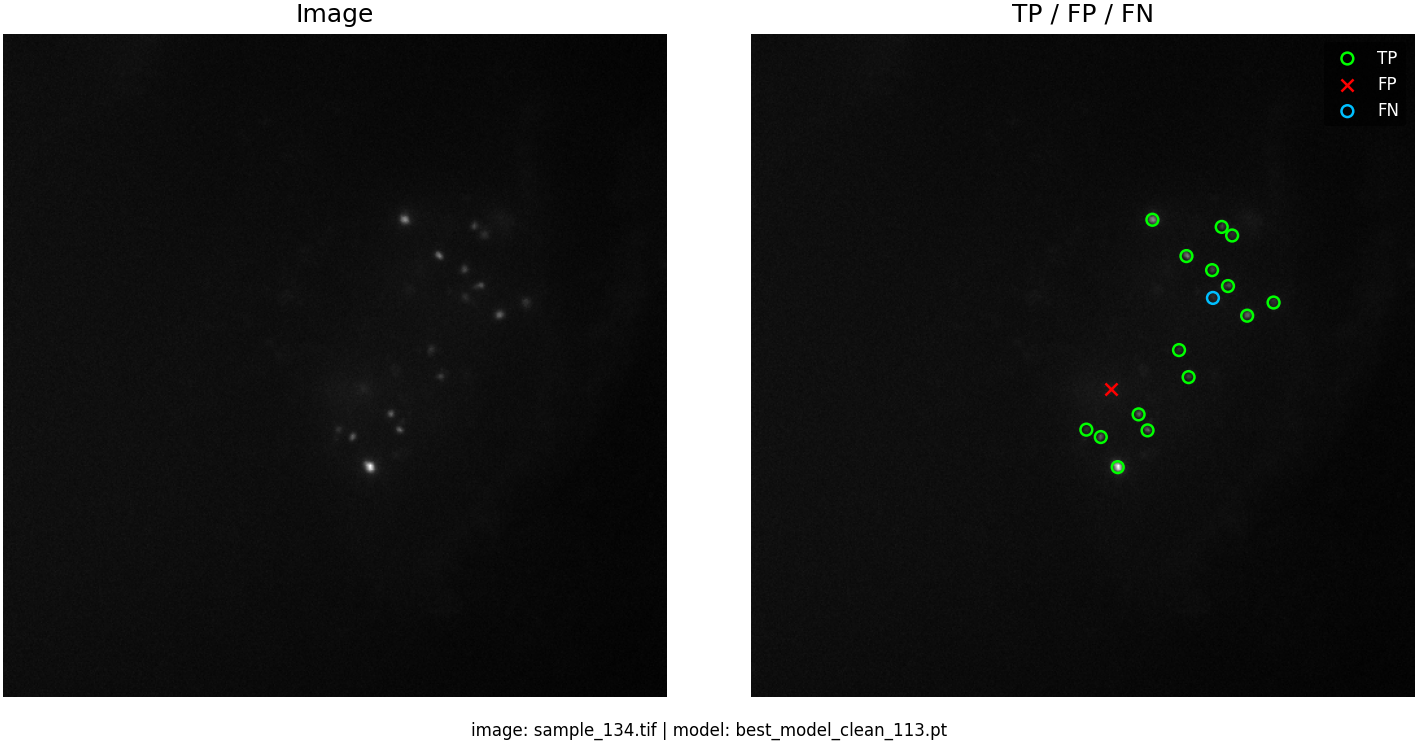 Image
TP / FP / FN
TP
FP
FN
image: sample_134.tif | model: best_model_clean_113.pt